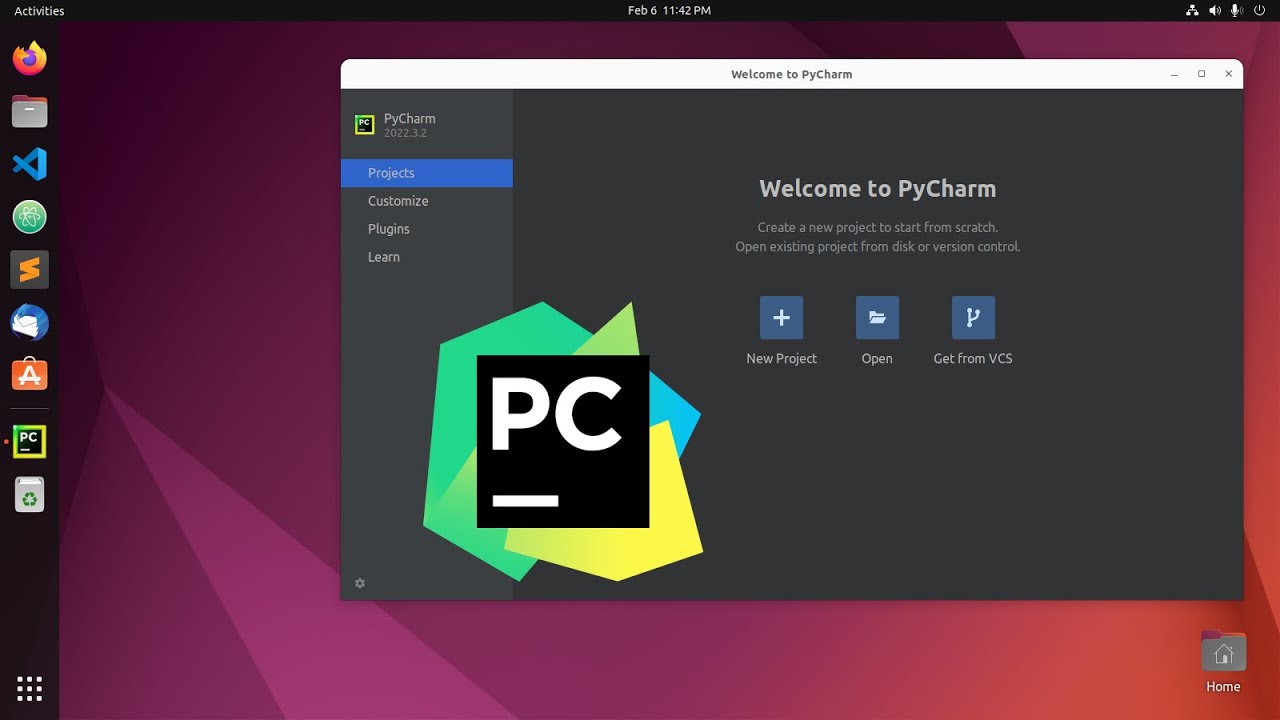 Activities
Feb 6 11:42 PM
Welcome to PyCharm
PC
PyCharm
2022.3.2
Projects
Customize
Plugins
Learn
Welcome to PyCharm
Create a new project to start from scratch.
Open existing project from disk or version control.
New Project
Open
Get from VCS
PC
PC
Home